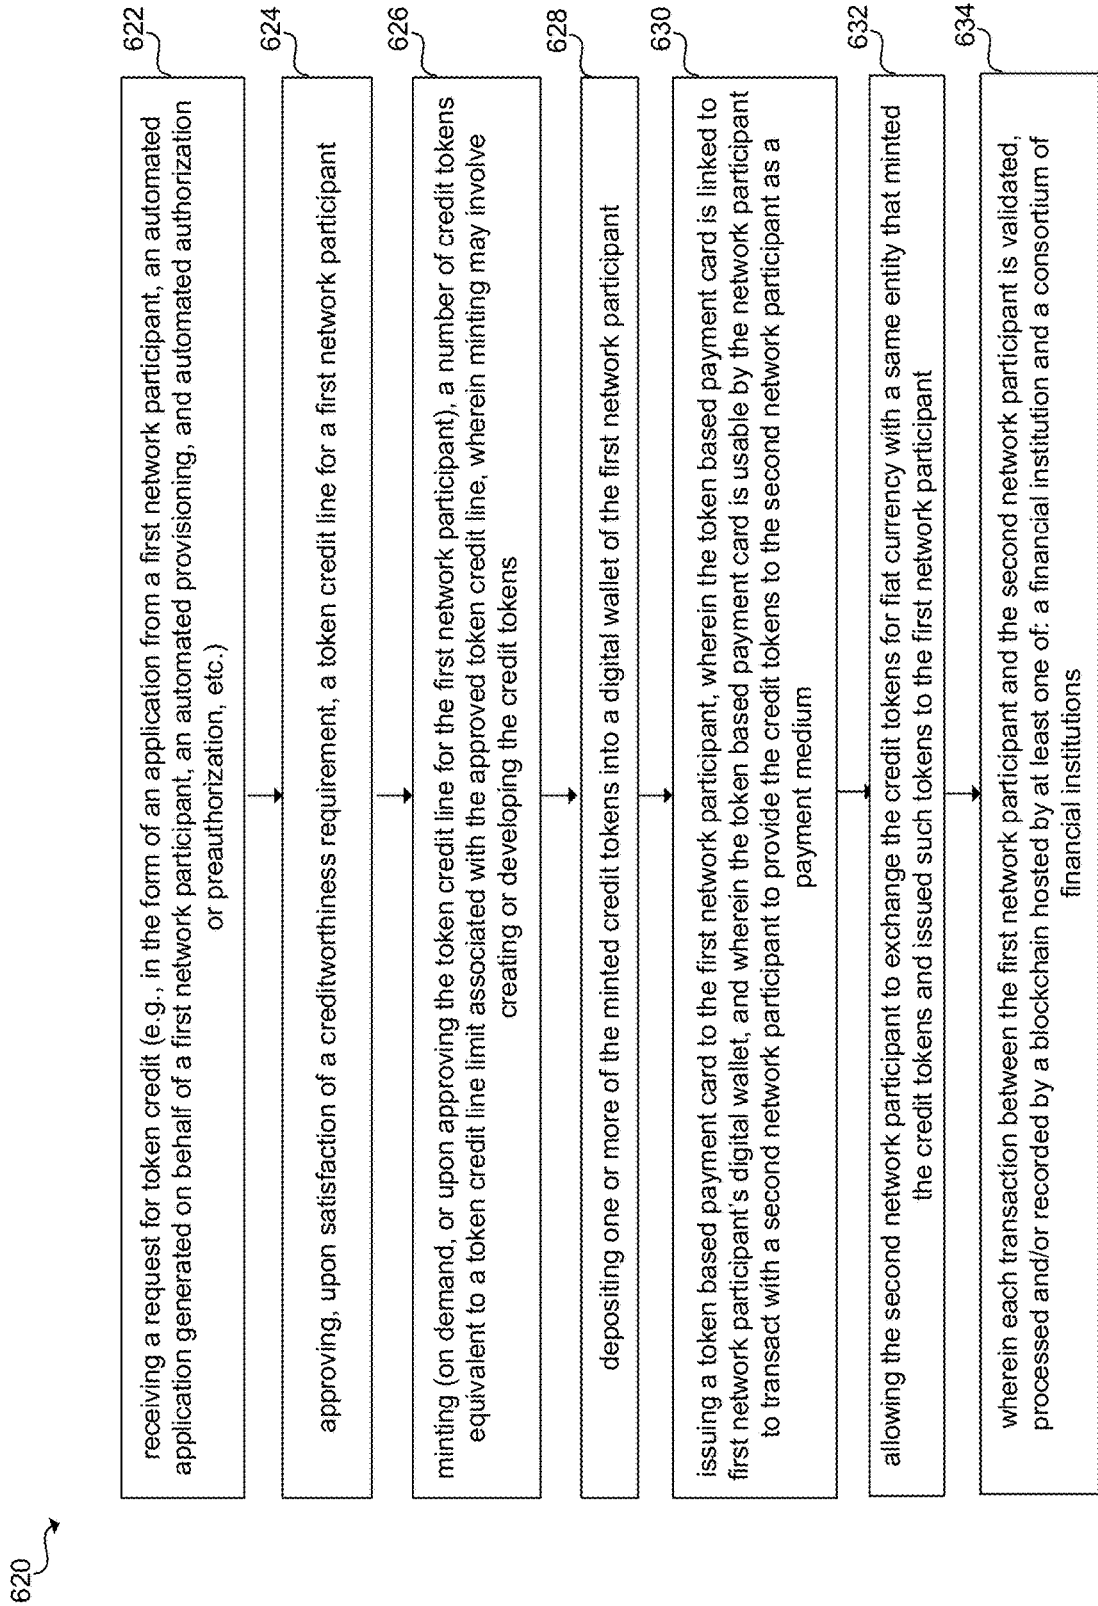 620
622
receiving a request for token credit (e.g., in the form of an application from a first network participant, an automated
application generated on behalf of a first network participant, an automated provisioning, and automated authorization
or preauthorization, etc.)
624
approving, upon satisfaction of a creditworthiness requirement, a token credit line for a first network participant
626
minting (on demand, or upon approving the token credit line for the first network participant), a number of credit tokens
equivalent to a token credit line limit associated with the approved token credit line, wherein minting may involve
creating or developing the credit tokens
628
depositing one or more of the minted credit tokens into a digital wallet of the first network participant
630
issuing a token based payment card to the first network participant, wherein the token based payment card is linked to
first network participant's digital wallet, and wherein the token based payment card is usable by the network participant
to transact with a second network participant to provide the credit tokens to the second network participant as a
payment medium
632
allowing the second network participant to exchange the credit tokens for fiat currency with a same entity that minted
the credit tokens and issued such tokens to the first network participant
634
wherein each transaction between the first network participant and the second network participant is validated,
processed and/or recorded by a blockchain hosted by at least one of: a financial institution and a consortium of
financial institutions